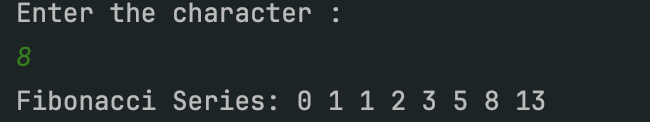 Enter the character :
8
Fibonacci Series: 0 1 1 2 3 5 8 13